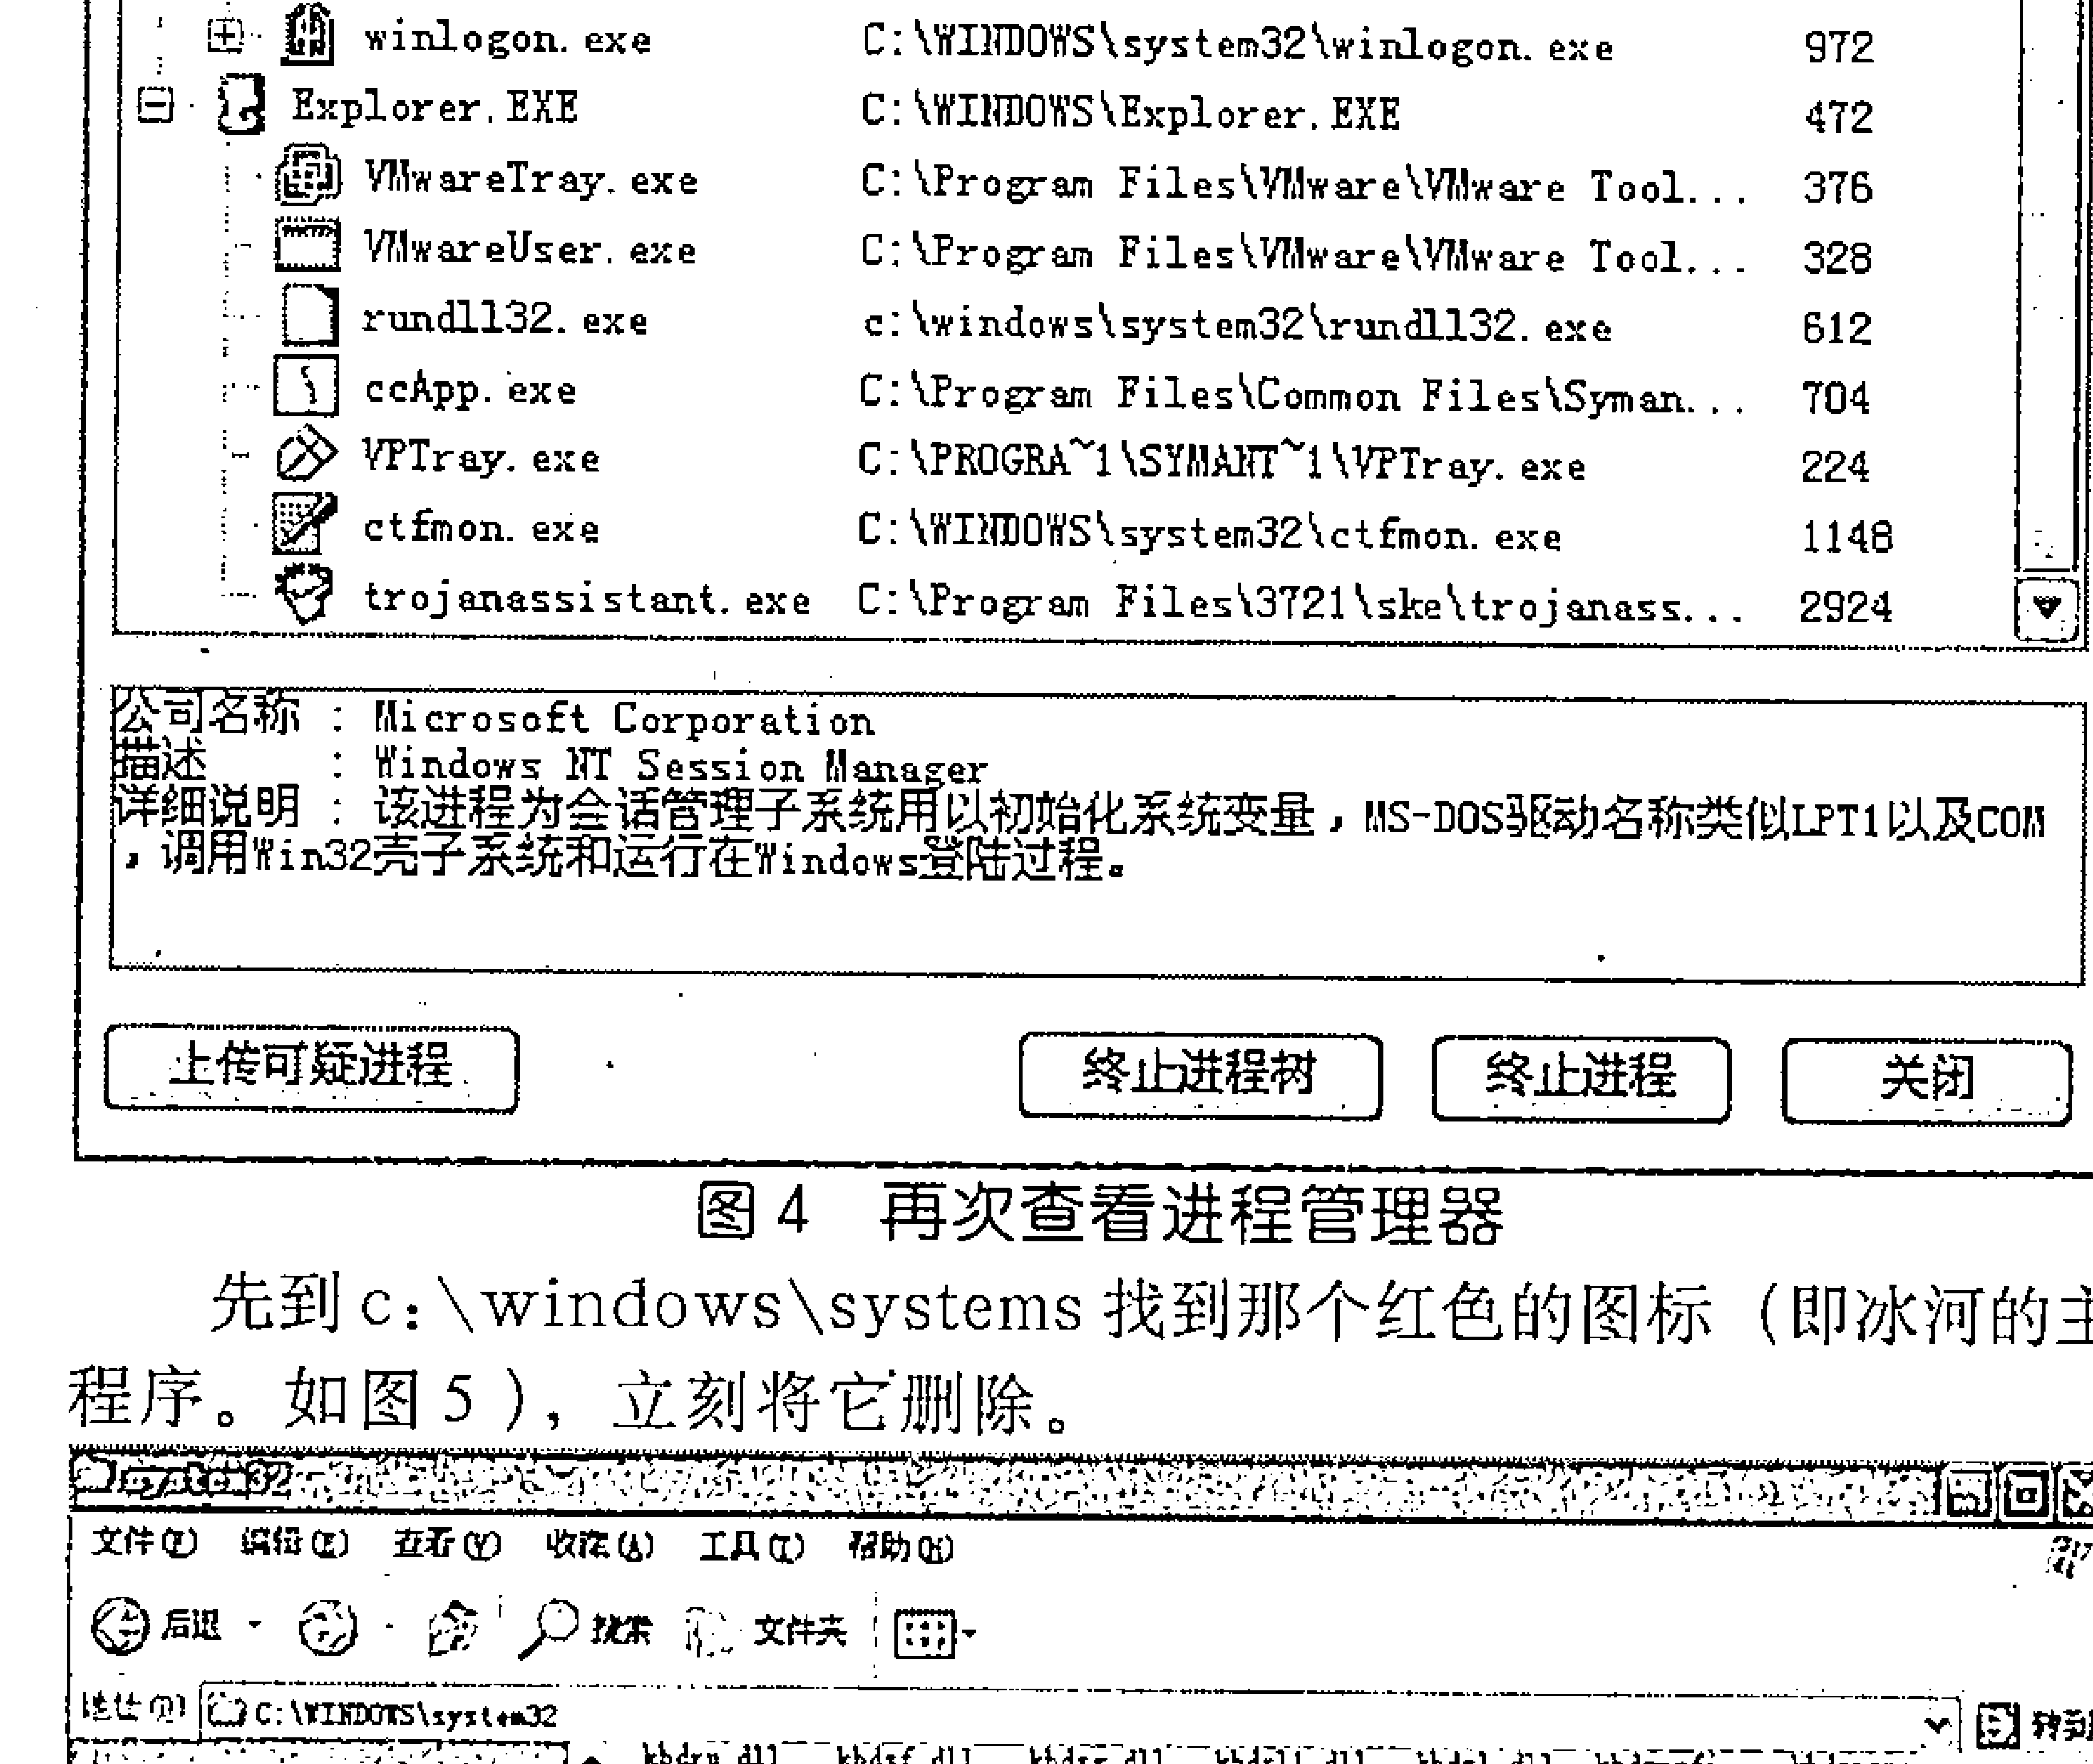 winlogon.exe C:\WINDOWS\system32\winlogon.exe 972
Explorer.EXE C:\WINDOWS\Explorer.EXE 472
VMwareTray.exe C:\Program Files\VMware\VMware Tool... 376
VMwareUser.exe C:\Program Files\VMware\VMware Tool... 328
rundll32.exe c:\windows\system32\rundll32.exe 612
ccApp.exe C:\Program Files\Common Files\Syman... 704
VPTray.exe C:\PROGRA~1\SYMANT~1\VPTray.exe 224
ctfmon.exe C:\WINDOWS\system32\ctfmon.exe 1148
trojanassistant.exe C:\Program Files\3721\ske\trojanass... 2924
公司名称 : Microsoft Corporation
描述 : Windows NT Session Manager
详细说明 : 该进程为会话管理子系统用以初始化系统变量，MS-DOS驱动名称类似LPT1以及COM
，调用Win32壳子系统和运行在Windows登陆过程。
上传可疑进程 终止进程树 终止进程 关闭
图4 再次查看进程管理器
先到c:\windows\systems找到那个红色的图标（即冰河的主
程序。如图5），立刻将它删除。
system32
文件(F) 编辑(E) 查看(V) 收藏(A) 工具(T) 帮助(H)
后退 搜索 文件夹
地址(D) C:\WINDOWS\system32 转到